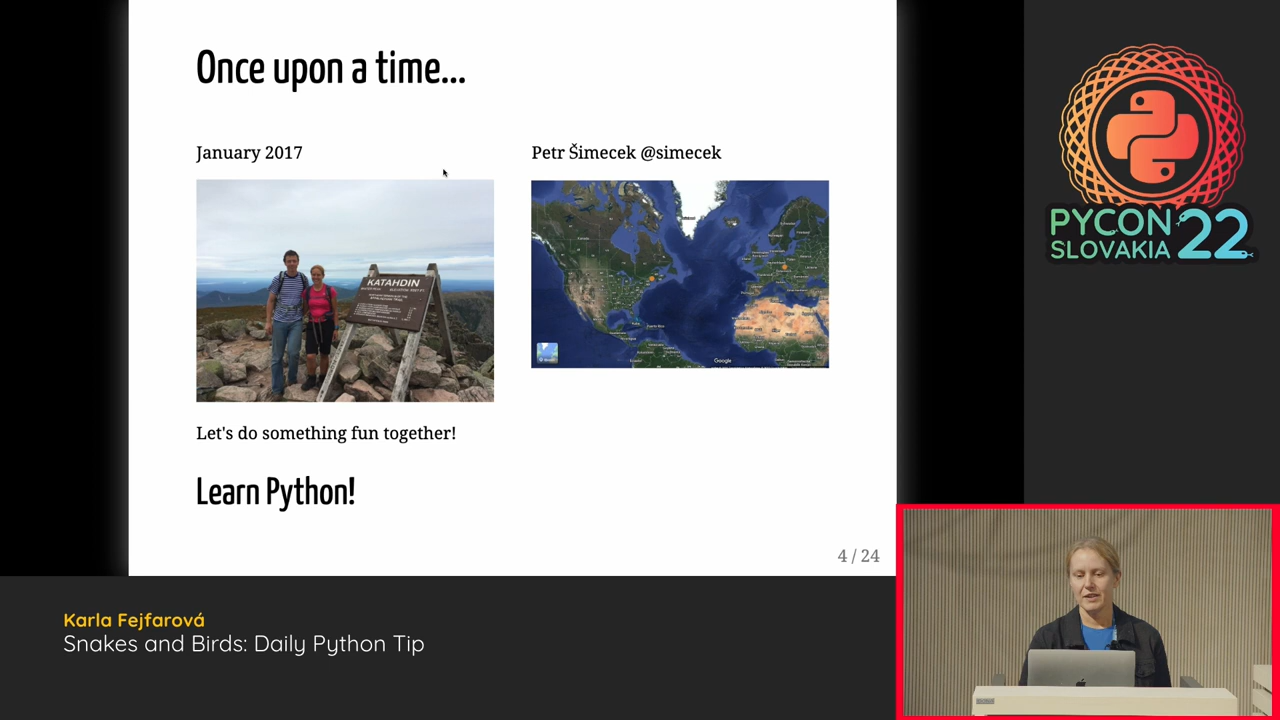 Once upon a time...
January 2017
Petr Šimecek @simecek
KATAHDIN
Google
Let's do something fun together!
Learn Python!
4 / 24
PYCON
SLOVAKIA
22
Karla Fejfarová
Snakes and Birds: Daily Python Tip